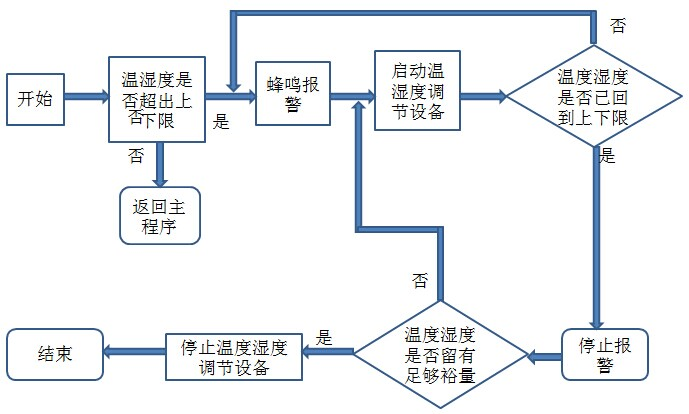 否
开始
温湿度是
否超出上
下限
否
是
蜂鸣报
警
启动温
湿度调
节设备
温度湿度
是否已回
到上下限
否
是
返回主
程序
否
结束
停止温度湿度
调节设备
是
温度湿度
是否留有
足够裕量
停止报
警